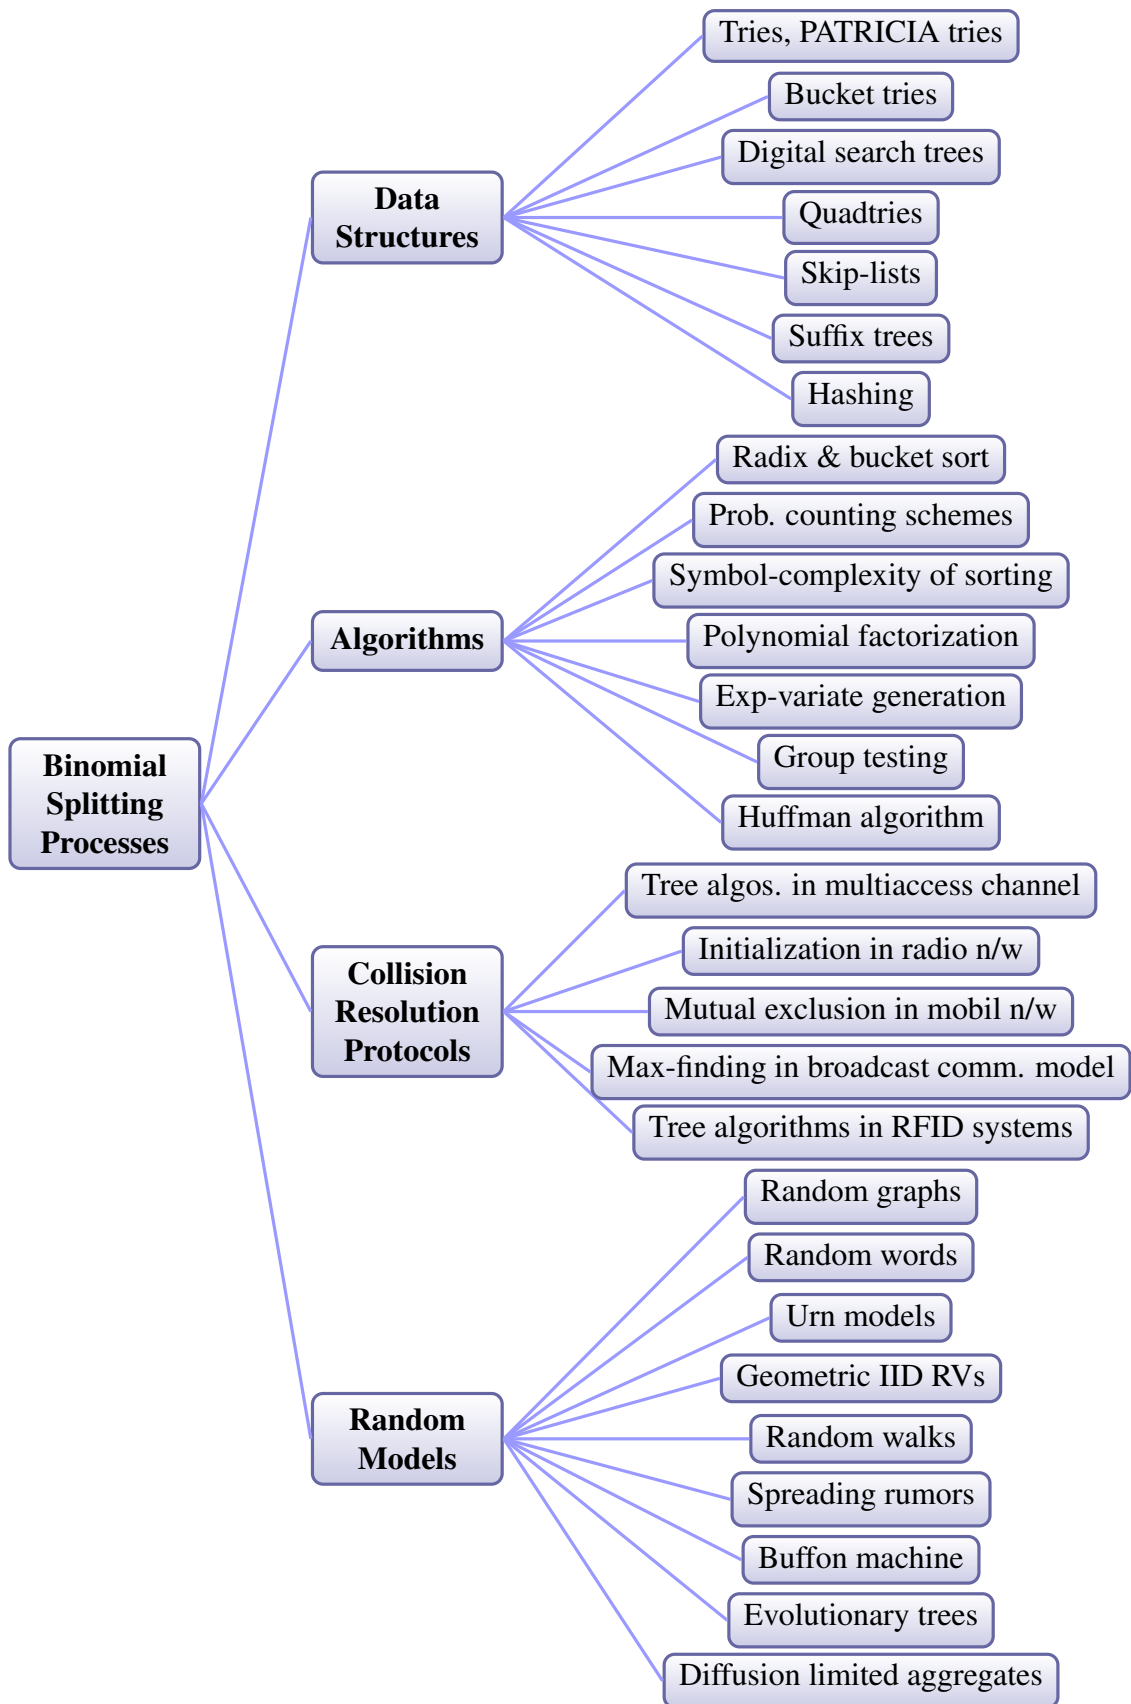 Binomial
Splitting
Processes
Data
Structures
Tries, PATRICIA tries
Bucket tries
Digital search trees
Quadtries
Skip-lists
Suffix trees
Hashing
Algorithms
Radix & bucket sort
Prob. counting schemes
Symbol-complexity of sorting
Polynomial factorization
Exp-variate generation
Group testing
Huffman algorithm
Collision
Resolution
Protocols
Tree algos. in multiaccess channel
Initialization in radio n/w
Mutual exclusion in mobil n/w
Max-finding in broadcast comm. model
Tree algorithms in RFID systems
Random
Models
Random graphs
Random words
Urn models
Geometric IID RVs
Random walks
Spreading rumors
Buffon machine
Evolutionary trees
Diffusion limited aggregates